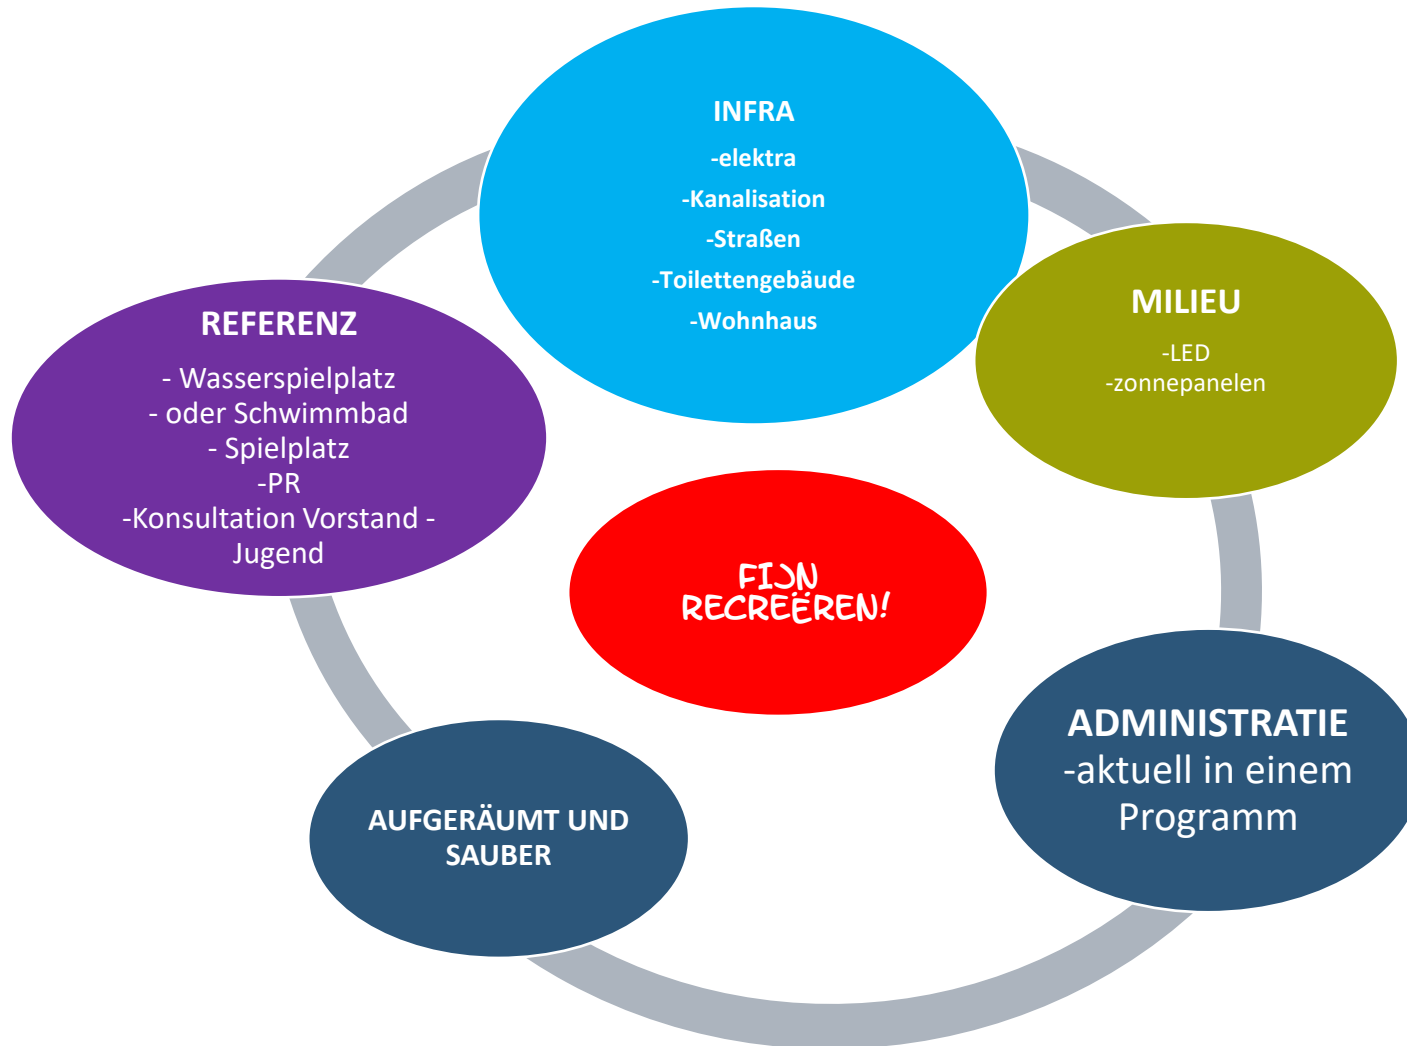 INFRA
-elektra
-Kanalisation
-Straßen
-Toilettengebäude
-Wohnhaus
MILIEU
-LED
-zonnepanelen
REFERENZ
- Wasserspielplatz
- oder Schwimmbad
- Spielplatz
-PR
-Konsultation Vorstand -
Jugend
FIJN
RECREËREN!
ADMINISTRATIE
-aktuell in einem
Programm
AUFGERÄUMT UND
SAUBER